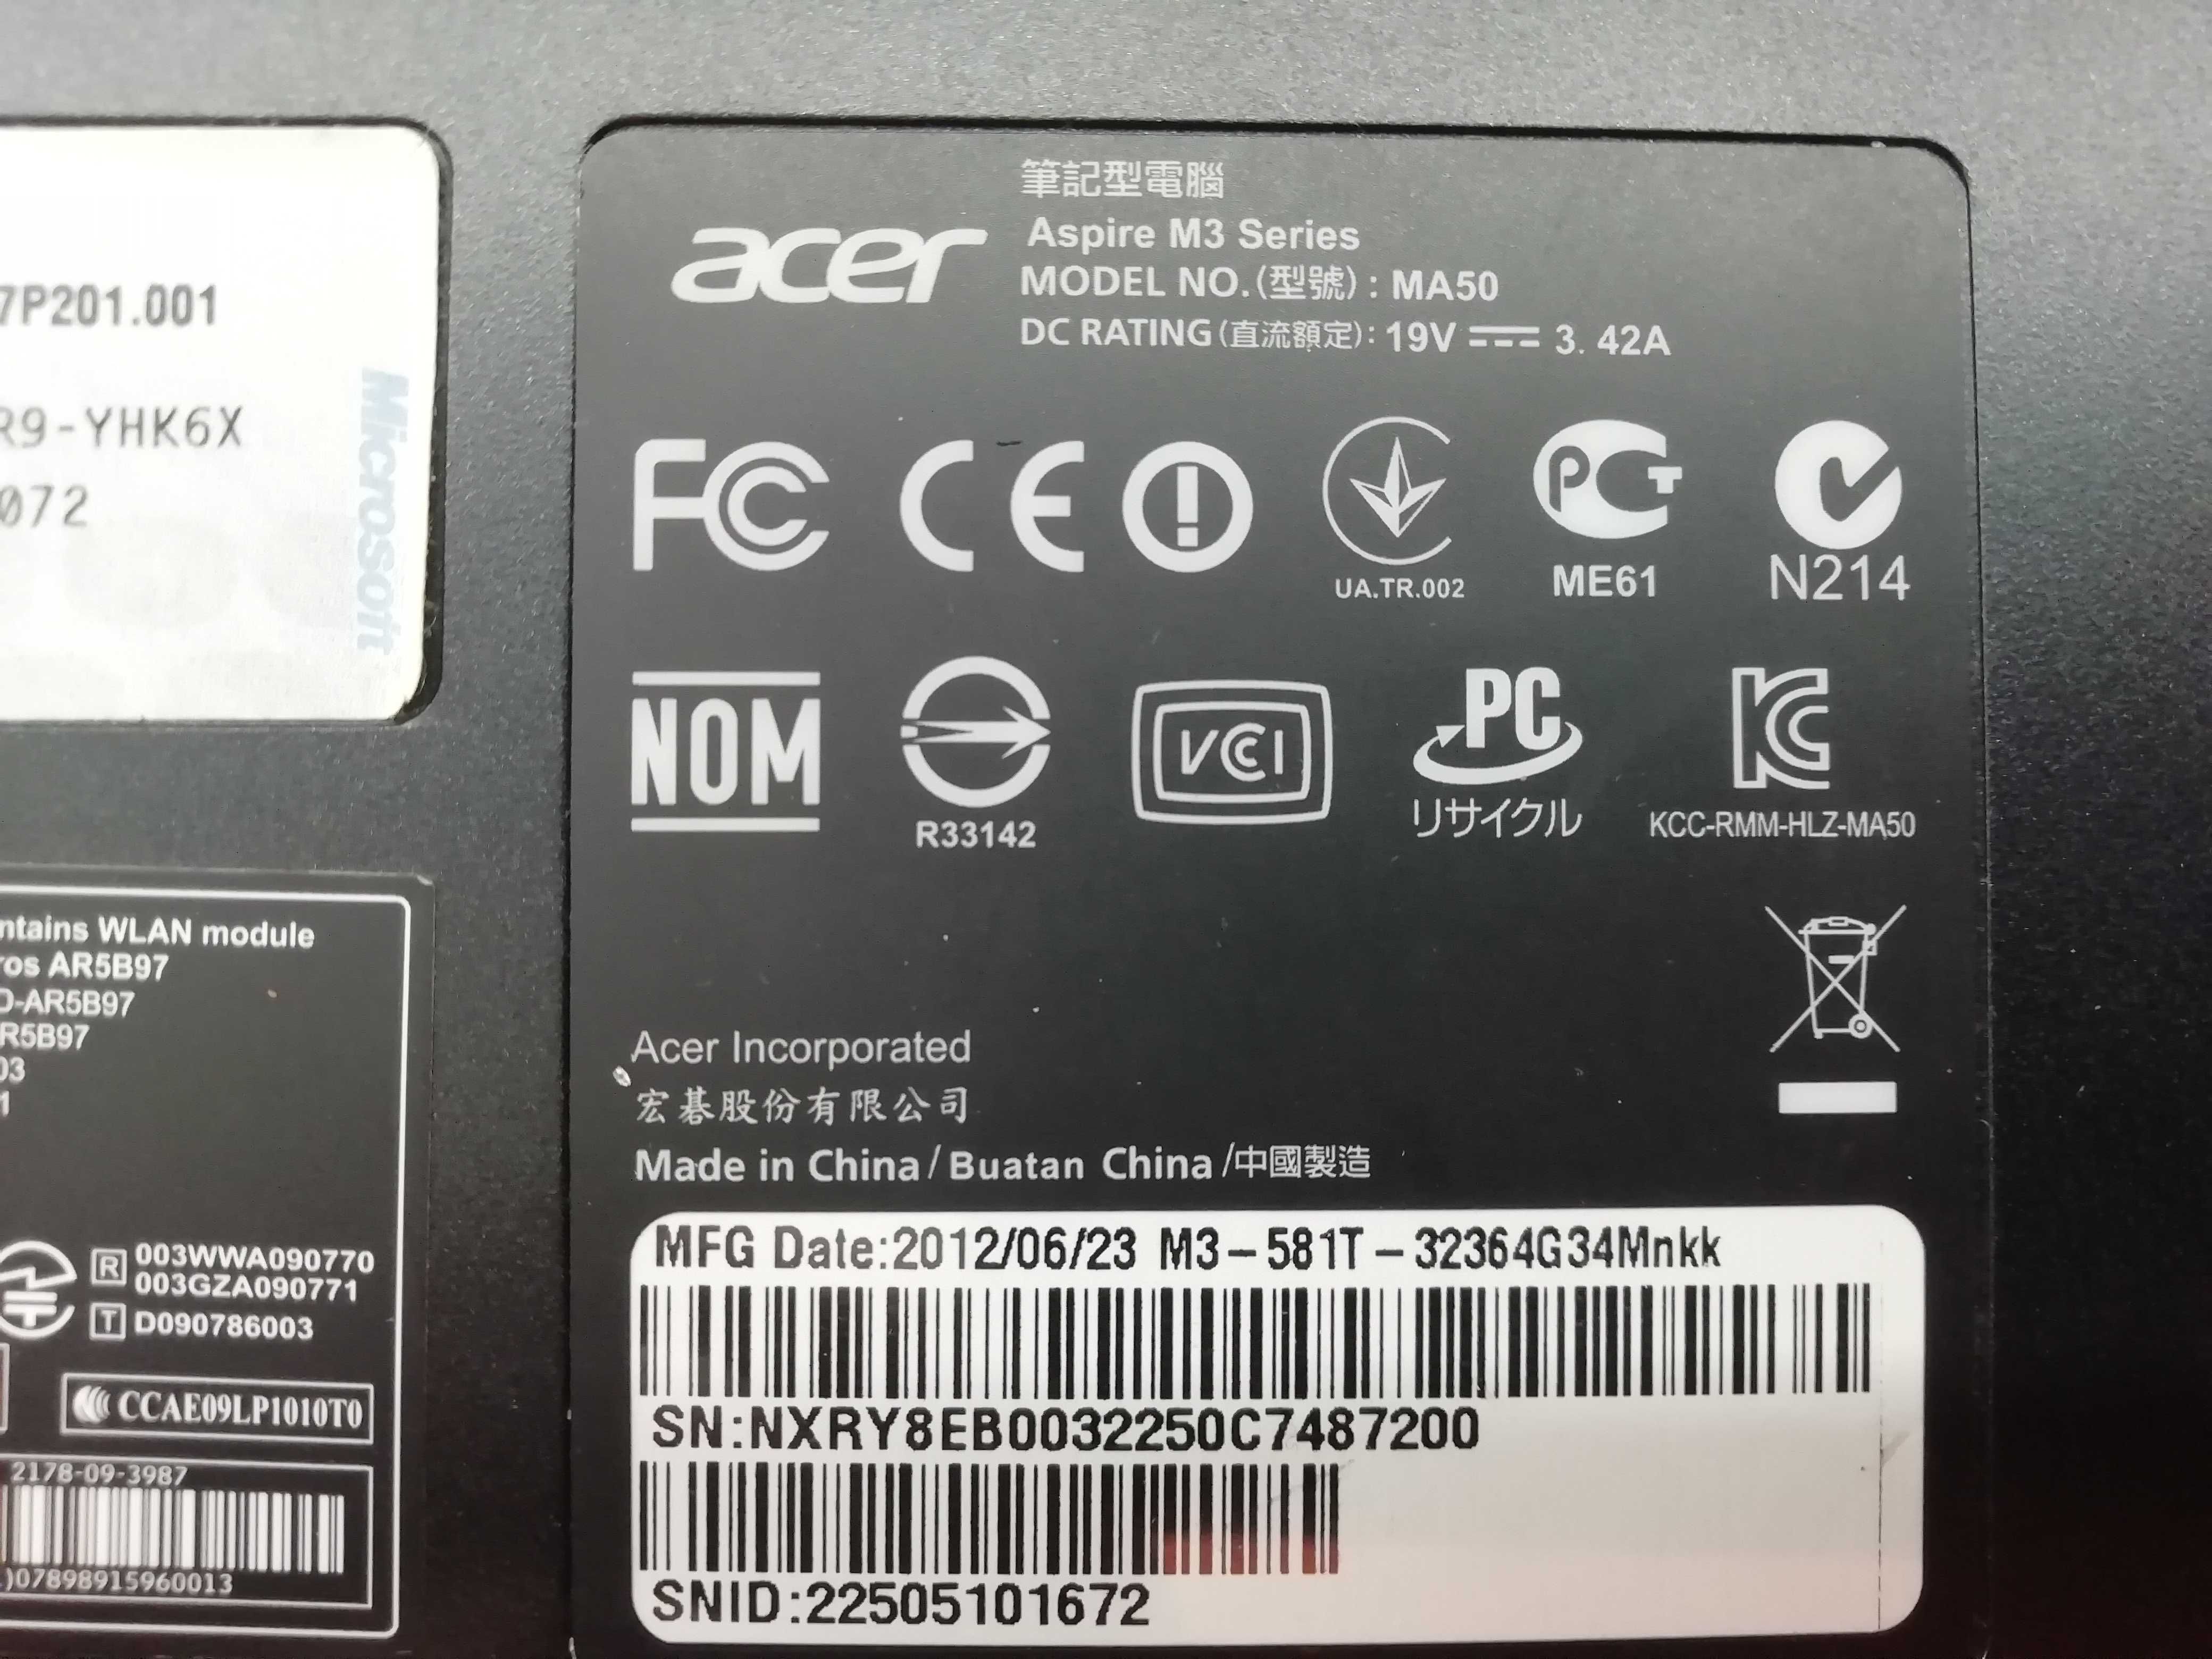 7P201.001
R9-YHK6X
072
Microsoft
ntains WLAN module
ros AR5B97
D-AR5B97
R5B97
03
1
R 003WWA090770
003GZA090771
T D090786003
CCAE09LP1010T0
2178-09-3987
)07898915960013
筆記型電腦
acer
Aspire M3 Series
MODEL NO.(型號) : MA50
DC RATING(直流額定): 19V 3. 42A
FC CE
UA.TR.002
PCT
ME61
N214
NOM
R33142
VCCI
PC
リサイクル
KC
KCC-RMM-HLZ-MA50
Acer Incorporated
宏碁股份有限公司
Made in China/Buatan China/中國製造
MFG Date:2012/06/23 M3-581T-32364G34Mnkk
SN:NXRY8EB0032250C7487200
SNID:22505101672